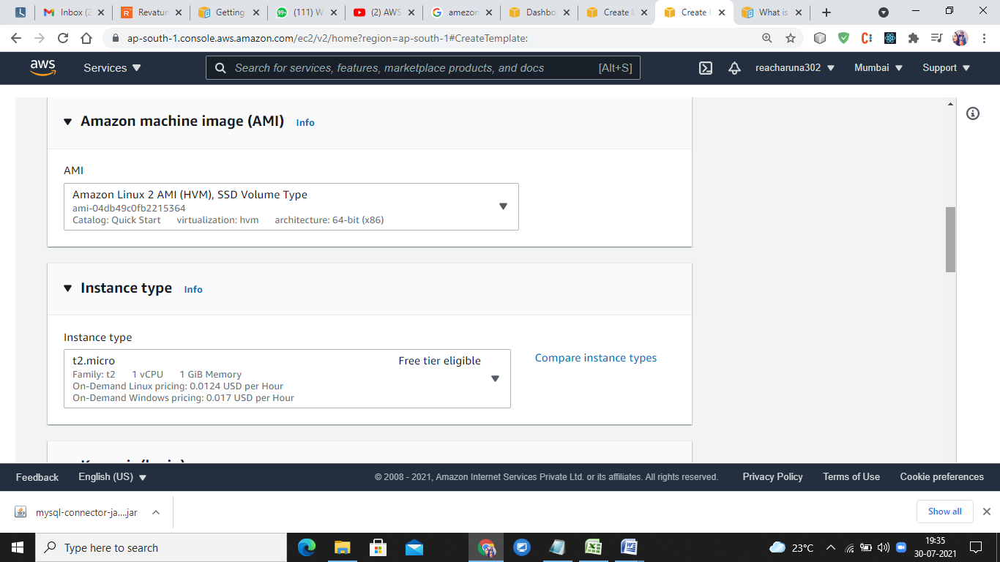 Inbox (2
Revatur
Getting
99+ (111) W
(2) AWS
amezon
Dashbo
Create l
Create l
What is
ap-south-1.console.aws.amazon.com/ec2/v2/home?region=ap-south-1#CreateTemplate:
aws
Services
Search for services, features, marketplace products, and docs
[Alt+S]
reacharuna302
Mumbai
Support
Amazon machine image (AMI) Info
AMI
Amazon Linux 2 AMI (HVM), SSD Volume Type
ami-04db49c0fb2215364
Catalog: Quick Start virtualization: hvm architecture: 64-bit (x86)
Instance type Info
Instance type
t2.micro Free tier eligible
Family: t2 1 vCPU 1 GiB Memory
On-Demand Linux pricing: 0.0124 USD per Hour
On-Demand Windows pricing: 0.017 USD per Hour
Compare instance types
Feedback
English (US)
© 2008 - 2021, Amazon Internet Services Private Ltd. or its affiliates. All rights reserved.
Privacy Policy
Terms of Use
Cookie preferences
mysql-connector-ja....jar
Show all
Type here to search
23°C
19:35
30-07-2021